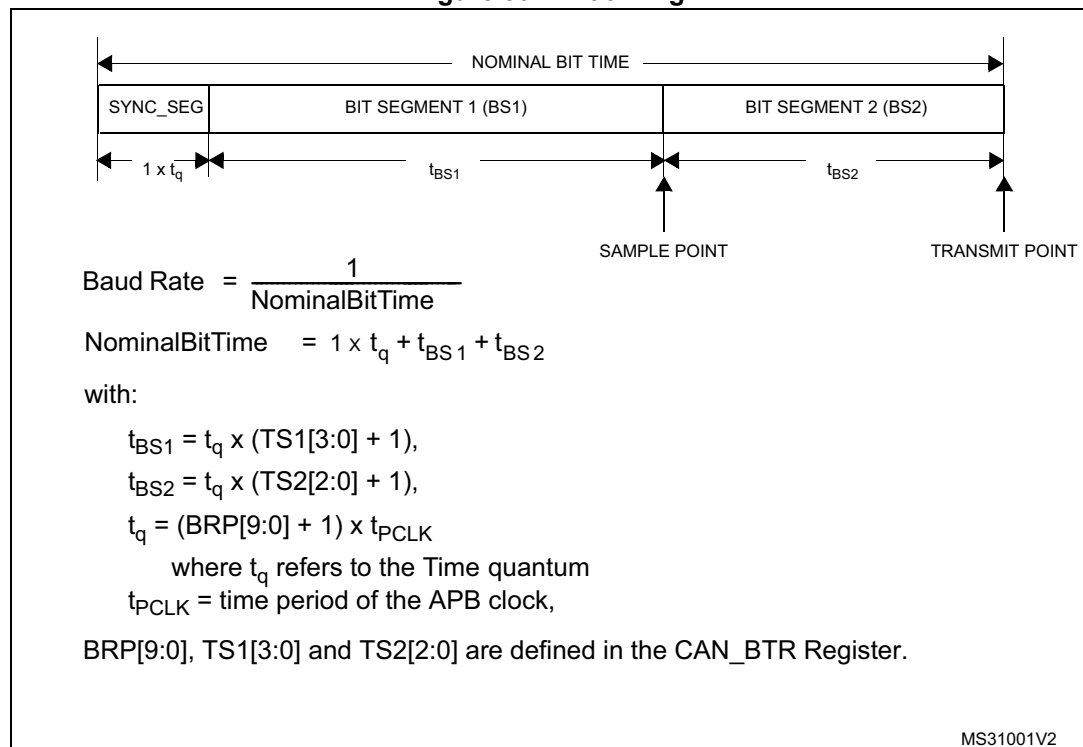 NOMINAL BIT TIME
SYNC_SEG BIT SEGMENT 1 (BS1) BIT SEGMENT 2 (BS2)
1 x tq tBS1 tBS2
SAMPLE POINT TRANSMIT POINT
Baud Rate = 1
NominalBitTime
NominalBitTime = 1 × tq + tBS1 + tBS2
with:
tBS1 = tq x (TS1[3:0] + 1),
tBS2 = tq x (TS2[2:0] + 1),
tq = (BRP[9:0] + 1) x tPCLK
where tq refers to the Time quantum
tPCLK = time period of the APB clock,
BRP[9:0], TS1[3:0] and TS2[2:0] are defined in the CAN_BTR Register.
MS31001V2